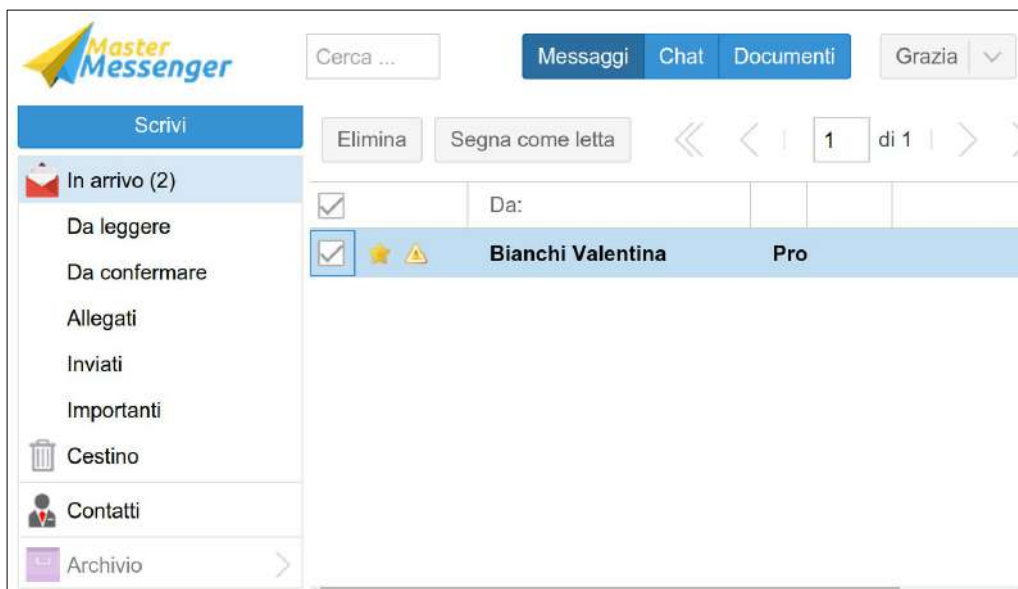 Master
Messenger
Cerca ...
Messaggi Chat Documenti
Grazia
Scrivi
Elimina Segna come letta 1 di 1
In arrivo (2)
Da leggere
Da confermare
Allegati
Inviati
Importanti
Cestino
Contatti
Archivio
Da:
Bianchi Valentina Pro